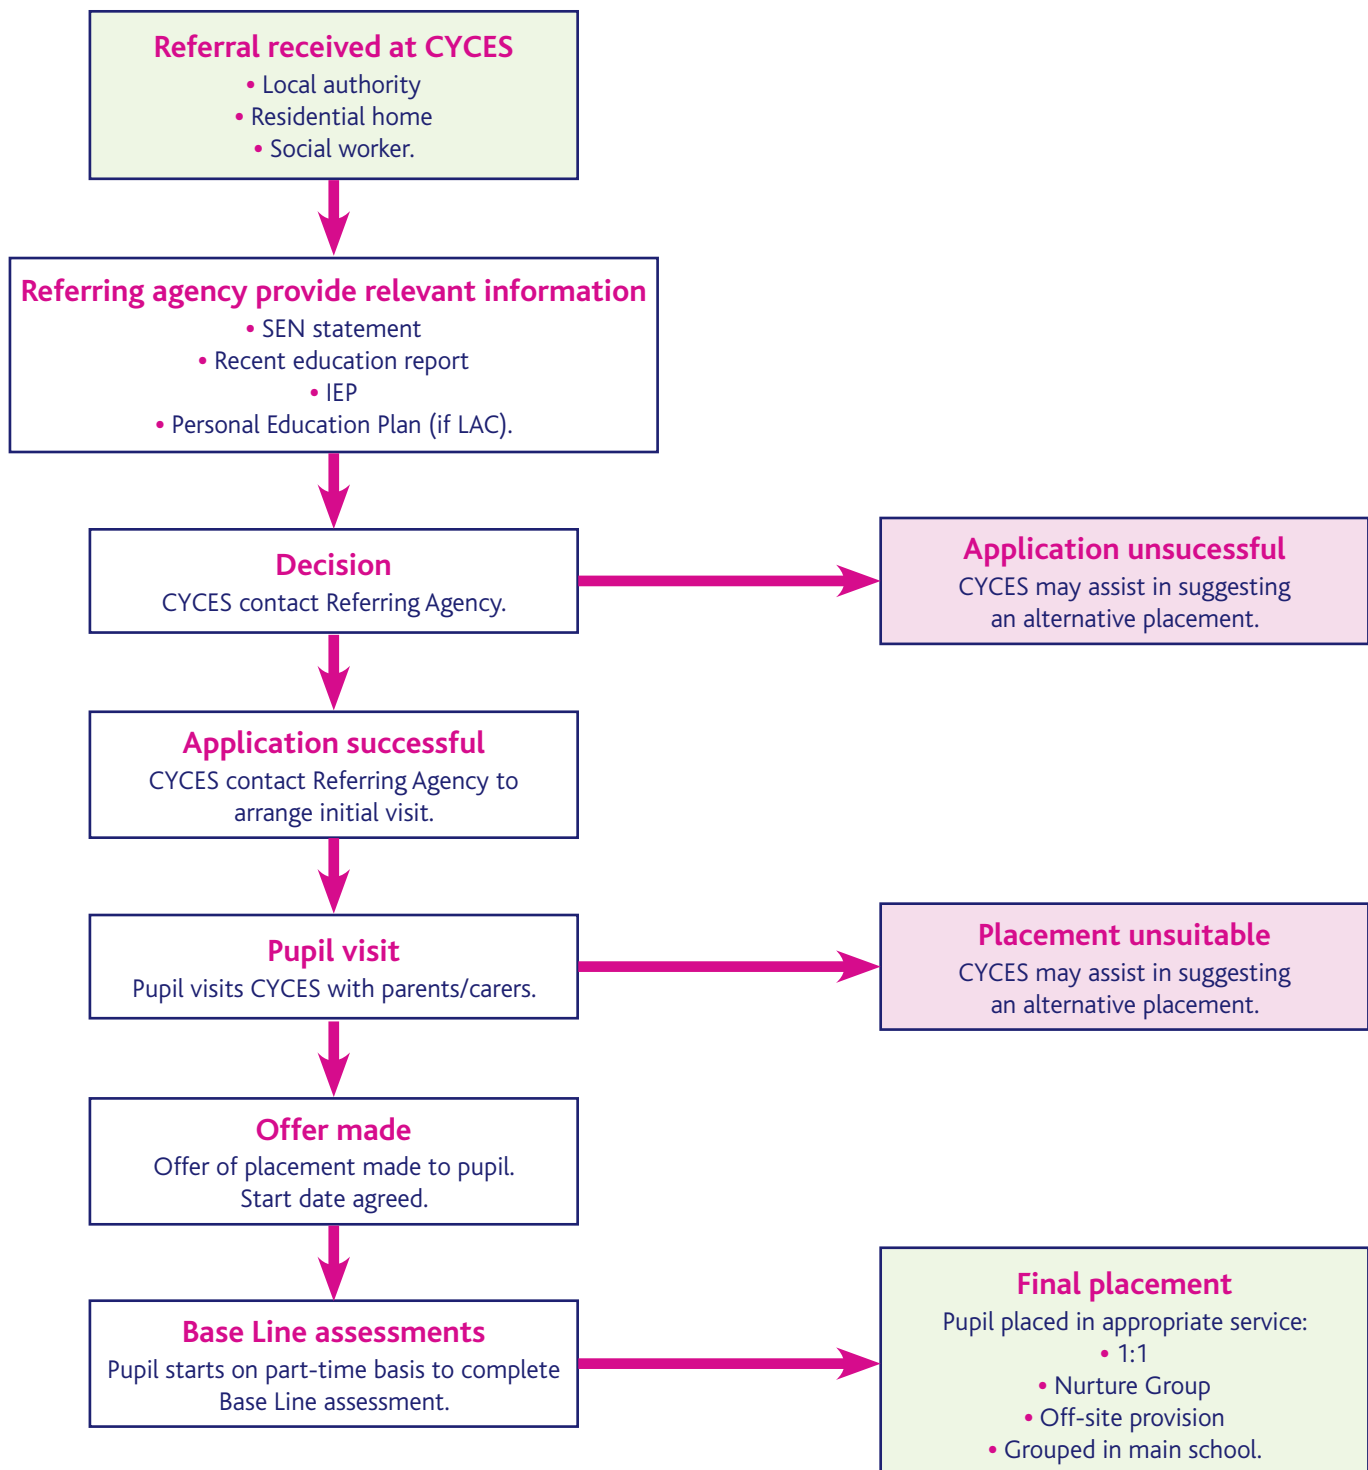 Referral received at CYCES
• Local authority
• Residential home
• Social worker.
Referring agency provide relevant information
• SEN statement
• Recent education report
• IEP
• Personal Education Plan (if LAC).
Decision
CYCES contact Referring Agency.
Application unsucessful
CYCES may assist in suggesting
an alternative placement.
Application successful
CYCES contact Referring Agency to
arrange initial visit.
Pupil visit
Pupil visits CYCES with parents/carers.
Placement unsuitable
CYCES may assist in suggesting
an alternative placement.
Offer made
Offer of placement made to pupil.
Start date agreed.
Base Line assessments
Pupil starts on part-time basis to complete
Base Line assessment.
Final placement
Pupil placed in appropriate service:
• 1:1
• Nurture Group
• Off-site provision
• Grouped in main school.